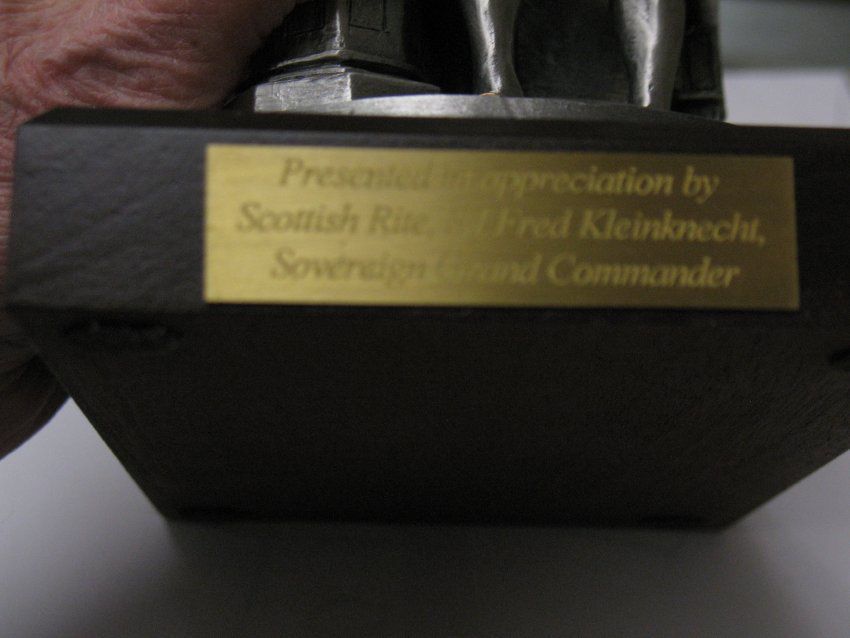 Presented in appreciation by
Scottish Rite, Fred Kleinknecht,
Sovereign Grand Commander